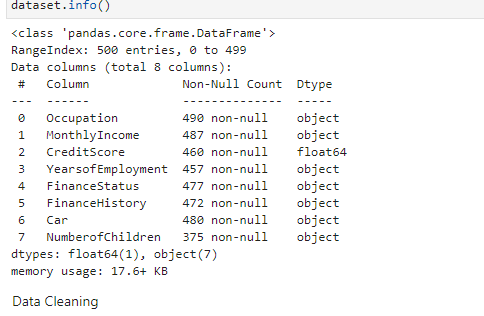 dataset.info()
<class 'pandas.core.frame.DataFrame'>
RangeIndex: 500 entries, 0 to 499
Data columns (total 8 columns):
 #   Column            Non-Null Count  Dtype
---  ------            --------------  -----
 0   Occupation        490 non-null    object
 1   MonthlyIncome     487 non-null    object
 2   CreditScore       460 non-null    float64
 3   YearsofEmployment 457 non-null    object
 4   FinanceStatus     477 non-null    object
 5   FinanceHistory    472 non-null    object
 6   Car               480 non-null    object
 7   NumberofChildren  375 non-null    object
dtypes: float64(1), object(7)
memory usage: 17.6+ KB
Data Cleaning